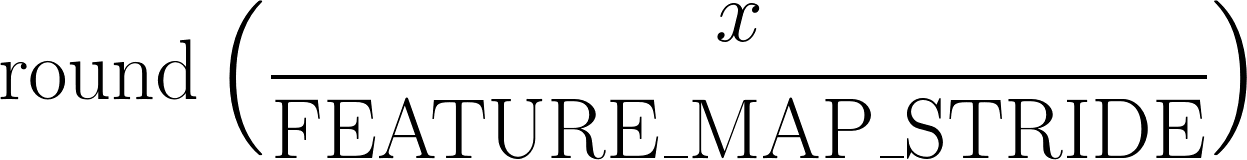 round ( x / FEATURE_MAP_STRIDE )